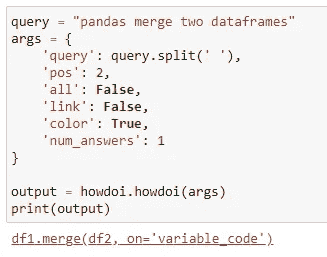 query = "pandas merge two dataframes"
args = {
    'query': query.split(' '),
    'pos': 2,
    'all': False,
    'link': False,
    'color': True,
    'num_answers': 1
}

output = howdoi.howdoi(args)
print(output)
df1.merge(df2, on='variable_code')